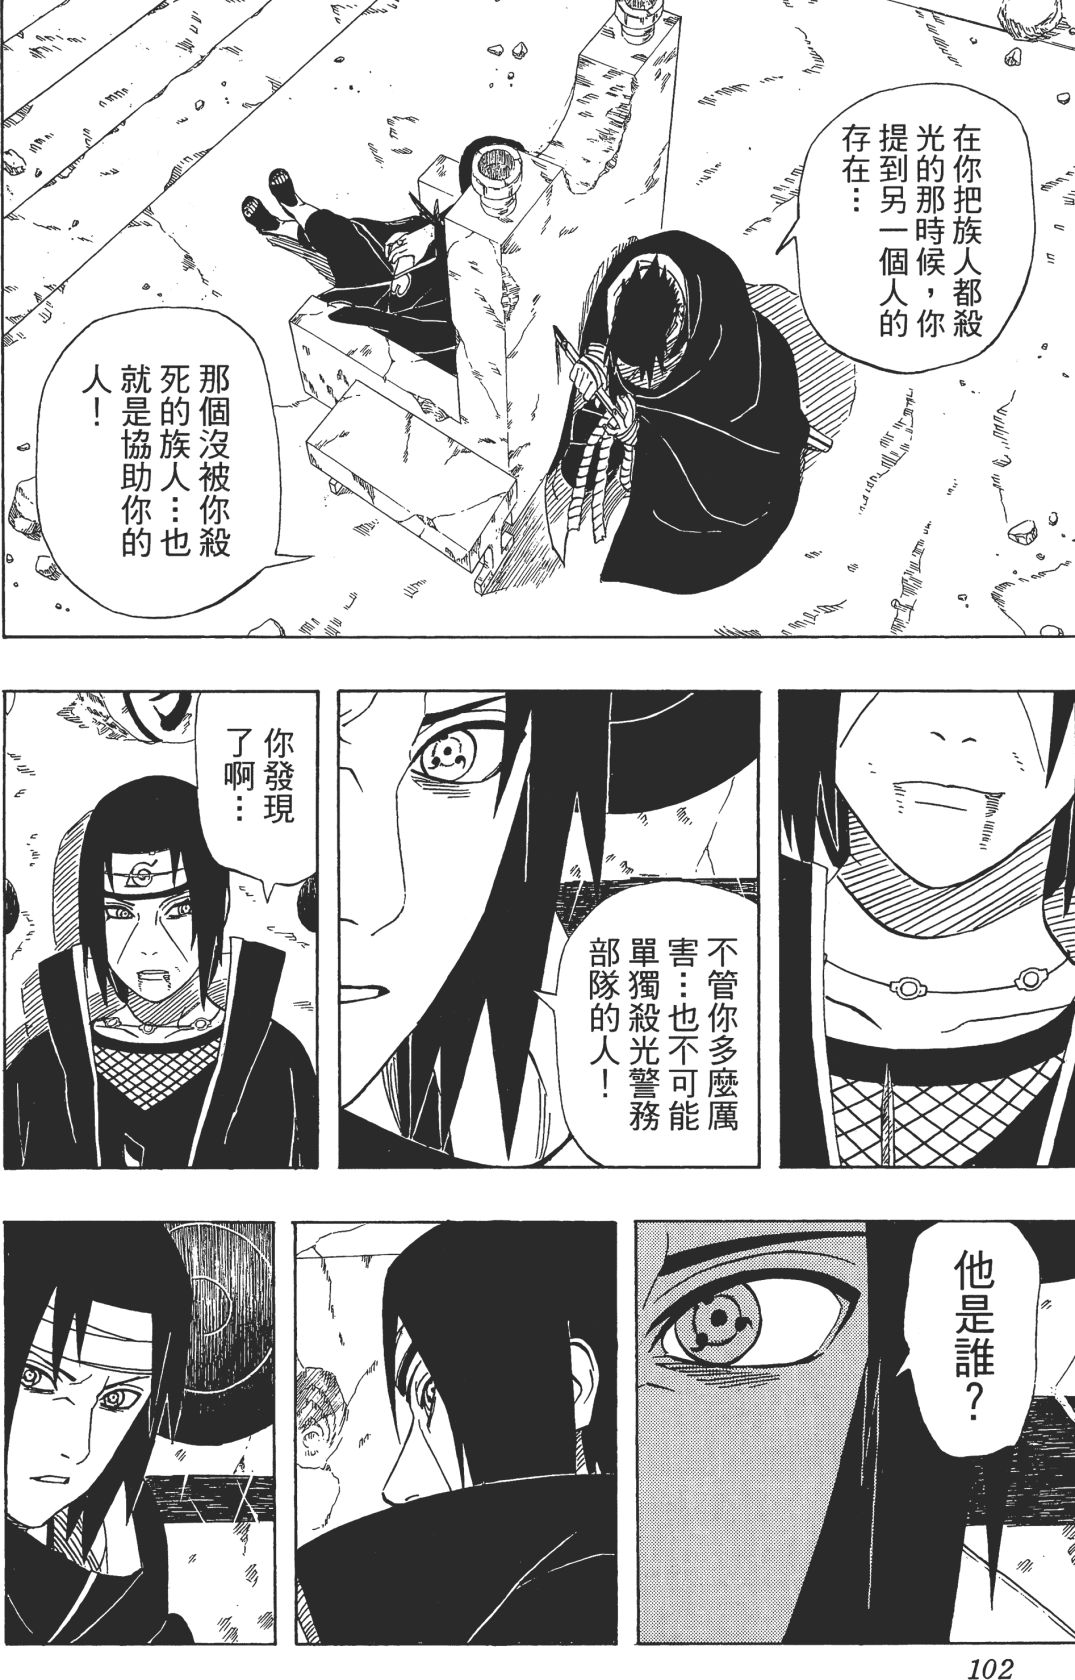 在你把族人都殺
光的那時候，你
提到另一個人的
存在…
那個沒被你殺
死的族人…也
就是協助你的
人！
不管你多麼厲
害…也不可能
單獨殺光警務
部隊的人！
你發現
了啊…
他是誰？
102